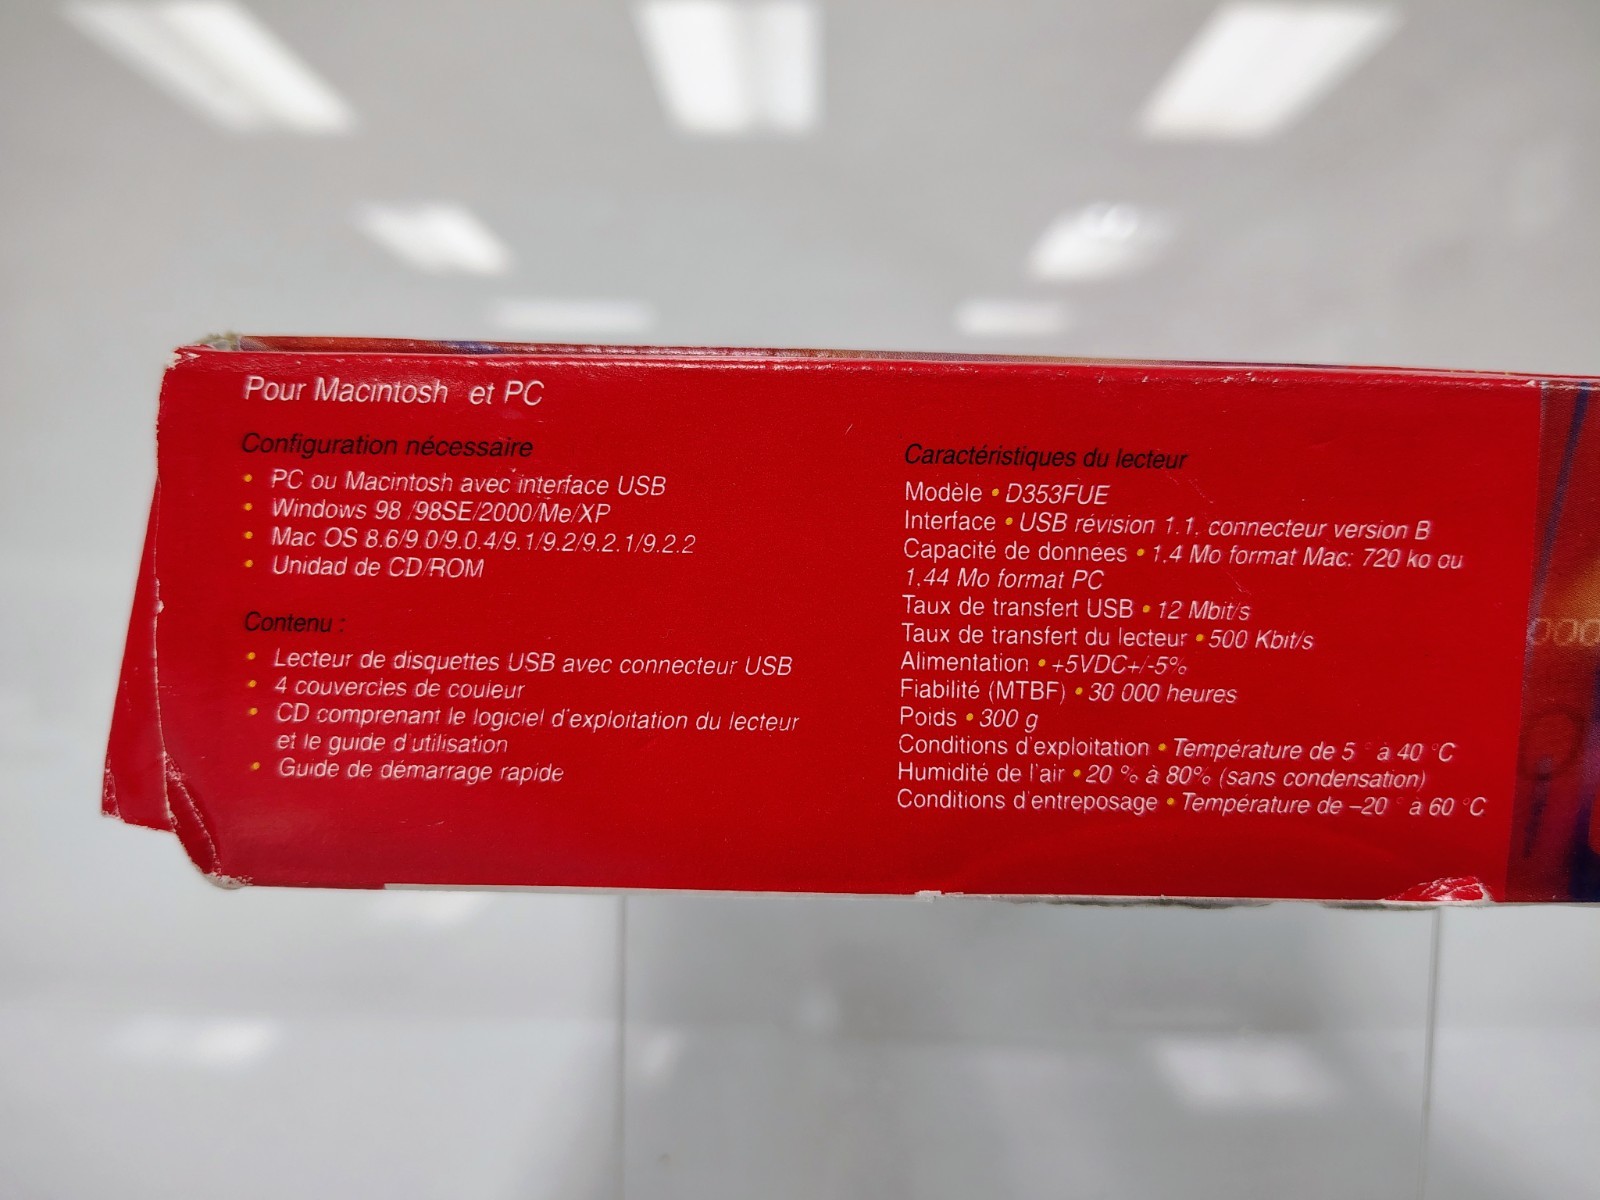 Pour Macintosh et PC
Configuration nécessaire
• PC ou Macintosh avec interface USB
• Windows 98 /98SE/2000/Me/XP
• Mac OS 8.6/9.0/9.0.4/9.1/9.2/9.2.1/9.2.2
• Unidad de CD/ROM
Contenu :
• Lecteur de disquettes USB avec connecteur USB
• 4 couvercles de couleur
• CD comprenant le logiciel d'exploitation du lecteur
et le guide d'utilisation
• Guide de démarrage rapide
Caractéristiques du lecteur
Modèle • D353FUE
Interface • USB révision 1.1. connecteur version B
Capacité de données • 1.4 Mo format Mac: 720 ko ou
1.44 Mo format PC
Taux de transfert USB • 12 Mbit/s
Taux de transfert du lecteur • 500 Kbit/s
Alimentation • +5VDC+/-5%
Fiabilité (MTBF) • 30 000 heures
Poids • 300 g
Conditions d'exploitation • Température de 5 ° à 40 °C
Humidité de l'air • 20 % à 80% (sans condensation)
Conditions d'entreposage • Température de –20 ° à 60 °C